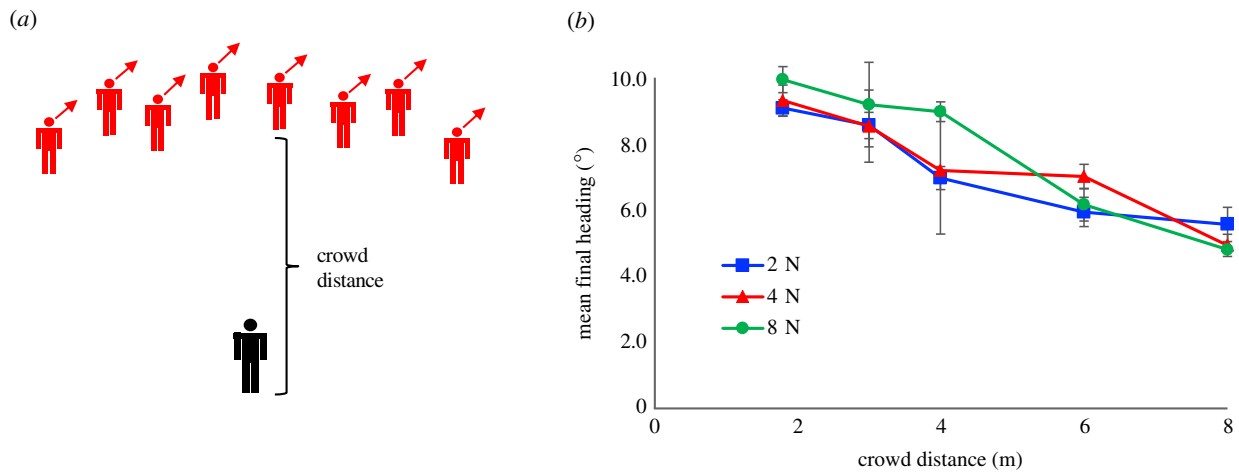 (a)
crowd
distance
(b)
mean final heading (°)
10.0
8.0
6.0
4.0
2.0
0
2 N
4 N
8 N
0
2
4
6
8
crowd distance (m)